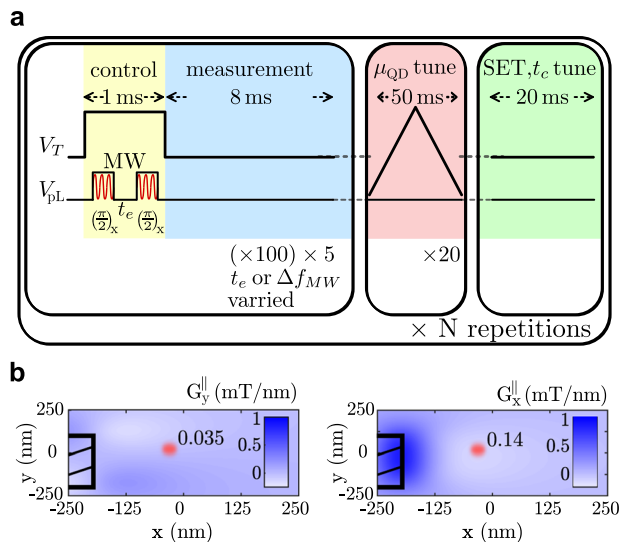 a
control measurement μQD tune SET,tc tune
1 ms 8 ms 50 ms 20 ms
VT
MW
VpL
te
(π/2)x (π/2)x
(×100) × 5 ×20
te or ΔfMW
varried
× N repetitions
b
G∥y (mT/nm) G∥x (mT/nm)
250 1 250 1
y (nm) 0 0.035 0.5 y (nm) 0 0.14 0.5
-250 0 -250 0
-250 -125 0 125 250 -250 -125 0 125 250
x (nm) x (nm)